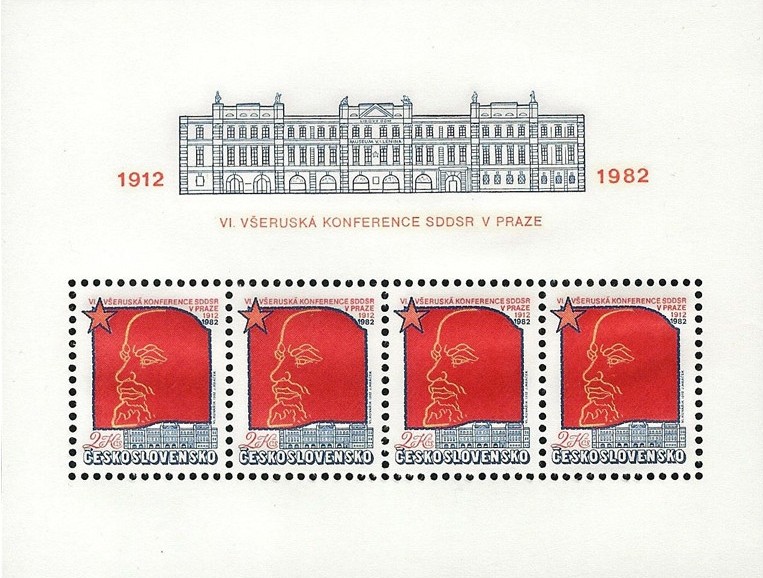 LIDOVÝ DŮM
MUSEUM V.I. LENINA
1912
1982
VI. VŠERUSKÁ KONFERENCE SDDSR V PRAZE
VI. VŠERUSKÁ KONFERENCE SDDSR
V PRAZE
1912
1982
2 Kčs
ČESKOSLOVENSKO
VI. VŠERUSKÁ KONFERENCE SDDSR
V PRAZE
1912
1982
2 Kčs
ČESKOSLOVENSKO
VI. VŠERUSKÁ KONFERENCE SDDSR
V PRAZE
1912
1982
2 Kčs
ČESKOSLOVENSKO
VI. VŠERUSKÁ KONFERENCE SDDSR
V PRAZE
1912
1982
2 Kčs
ČESKOSLOVENSKO